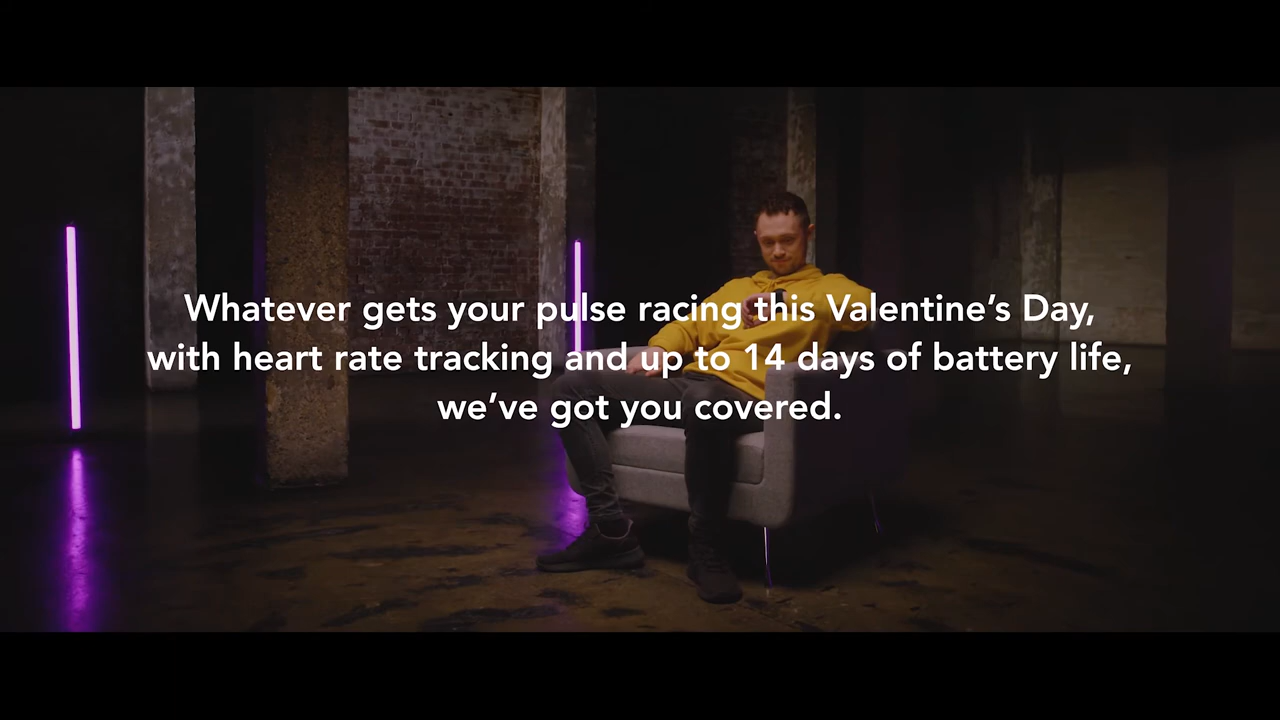 Whatever gets your pulse racing this Valentine’s Day,
with heart rate tracking and up to 14 days of battery life,
we’ve got you covered.